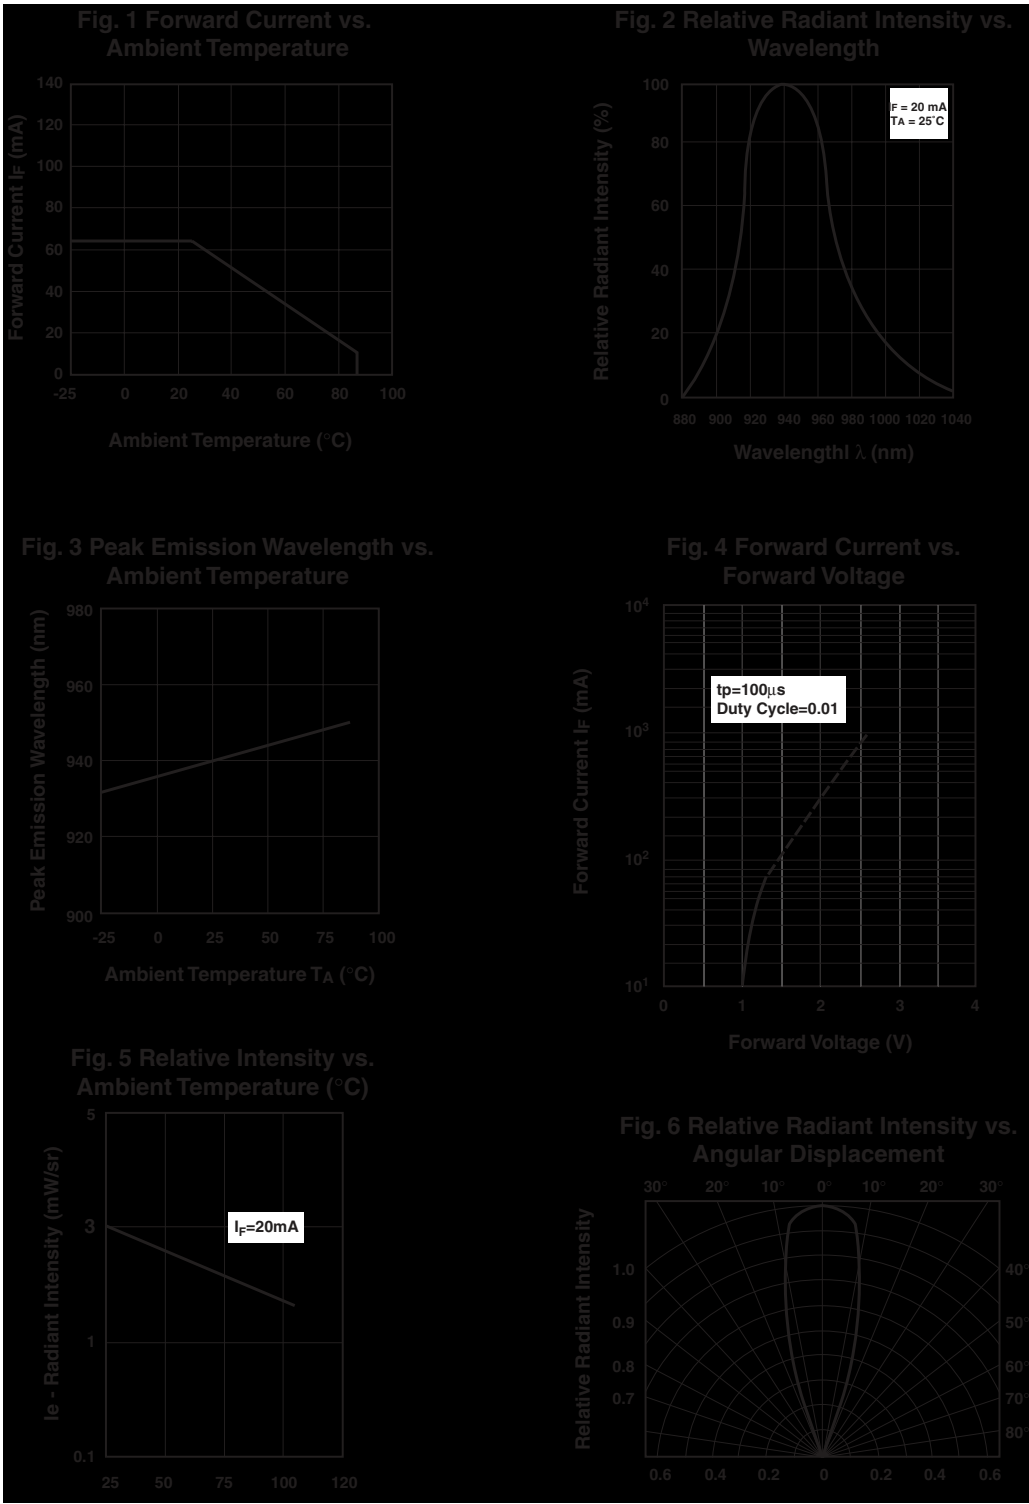 Fig. 1 Forward Current vs.
Ambient Temperature
140
120
100
80
60
40
20
0
-25 0 20 40 60 80 100
Forward Current IF (mA)
Ambient Temperature (°C)
Fig. 2 Relative Radiant Intensity vs.
Wavelength
100
80
60
40
20
0
880 900 920 940 960 980 1000 1020 1040
IF = 20 mA
TA = 25°C
Relative Radiant Intensity (%)
Wavelengthl λ (nm)
Fig. 3 Peak Emission Wavelength vs.
Ambient Temperature
980
960
940
920
900
-25 0 25 50 75 100
Peak Emission Wavelength (nm)
Ambient Temperature TA (°C)
Fig. 4 Forward Current vs.
Forward Voltage
10⁴
10³
10²
10¹
0 1 2 3 4
tp=100µs
Duty Cycle=0.01
Forward Current IF (mA)
Forward Voltage (V)
Fig. 5 Relative Intensity vs.
Ambient Temperature (°C)
5
3
1
0.1
25 50 75 100 120
IF=20mA
Ie - Radiant Intensity (mW/sr)
Fig. 6 Relative Radiant Intensity vs.
Angular Displacement
30° 20° 10° 0° 10° 20° 30°
1.0 40°
0.9 50°
0.8 60°
0.7 70°
80°
0.6 0.4 0.2 0 0.2 0.4 0.6
Relative Radiant Intensity